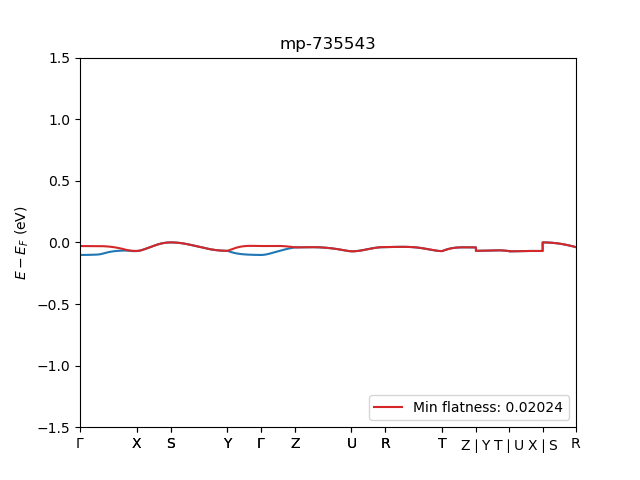 mp-735543
1.5
1.0
0.5
0.0
−0.5
−1.0
−1.5
E − E_F (eV)
Min flatness: 0.02024
Γ X S Y Γ Z U R T Z | Y T | U X | S R